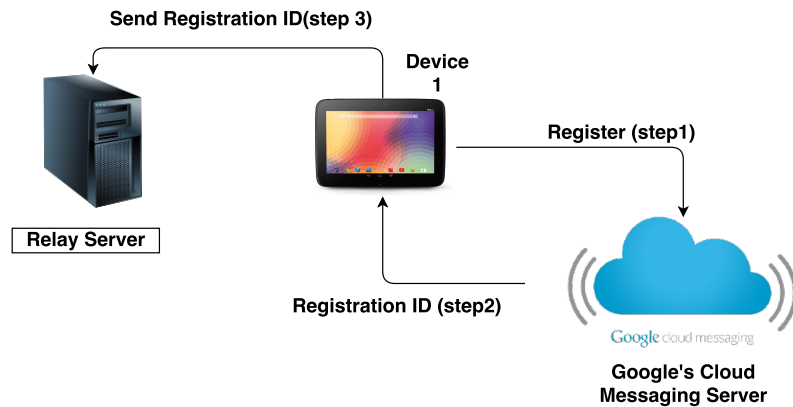 Send Registration ID(step 3)
Device
1
Register (step1)
Relay Server
Registration ID (step2)
Google cloud messaging
Google's Cloud
Messaging Server